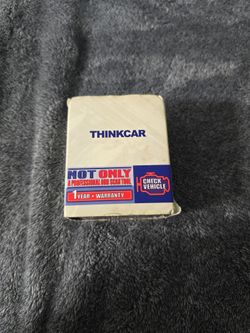 THINKCAR
NOT ONLY
A PROFESSIONAL OBD SCAN TOOL
1 YEAR • WARRANTY
CHECK
VEHICLE